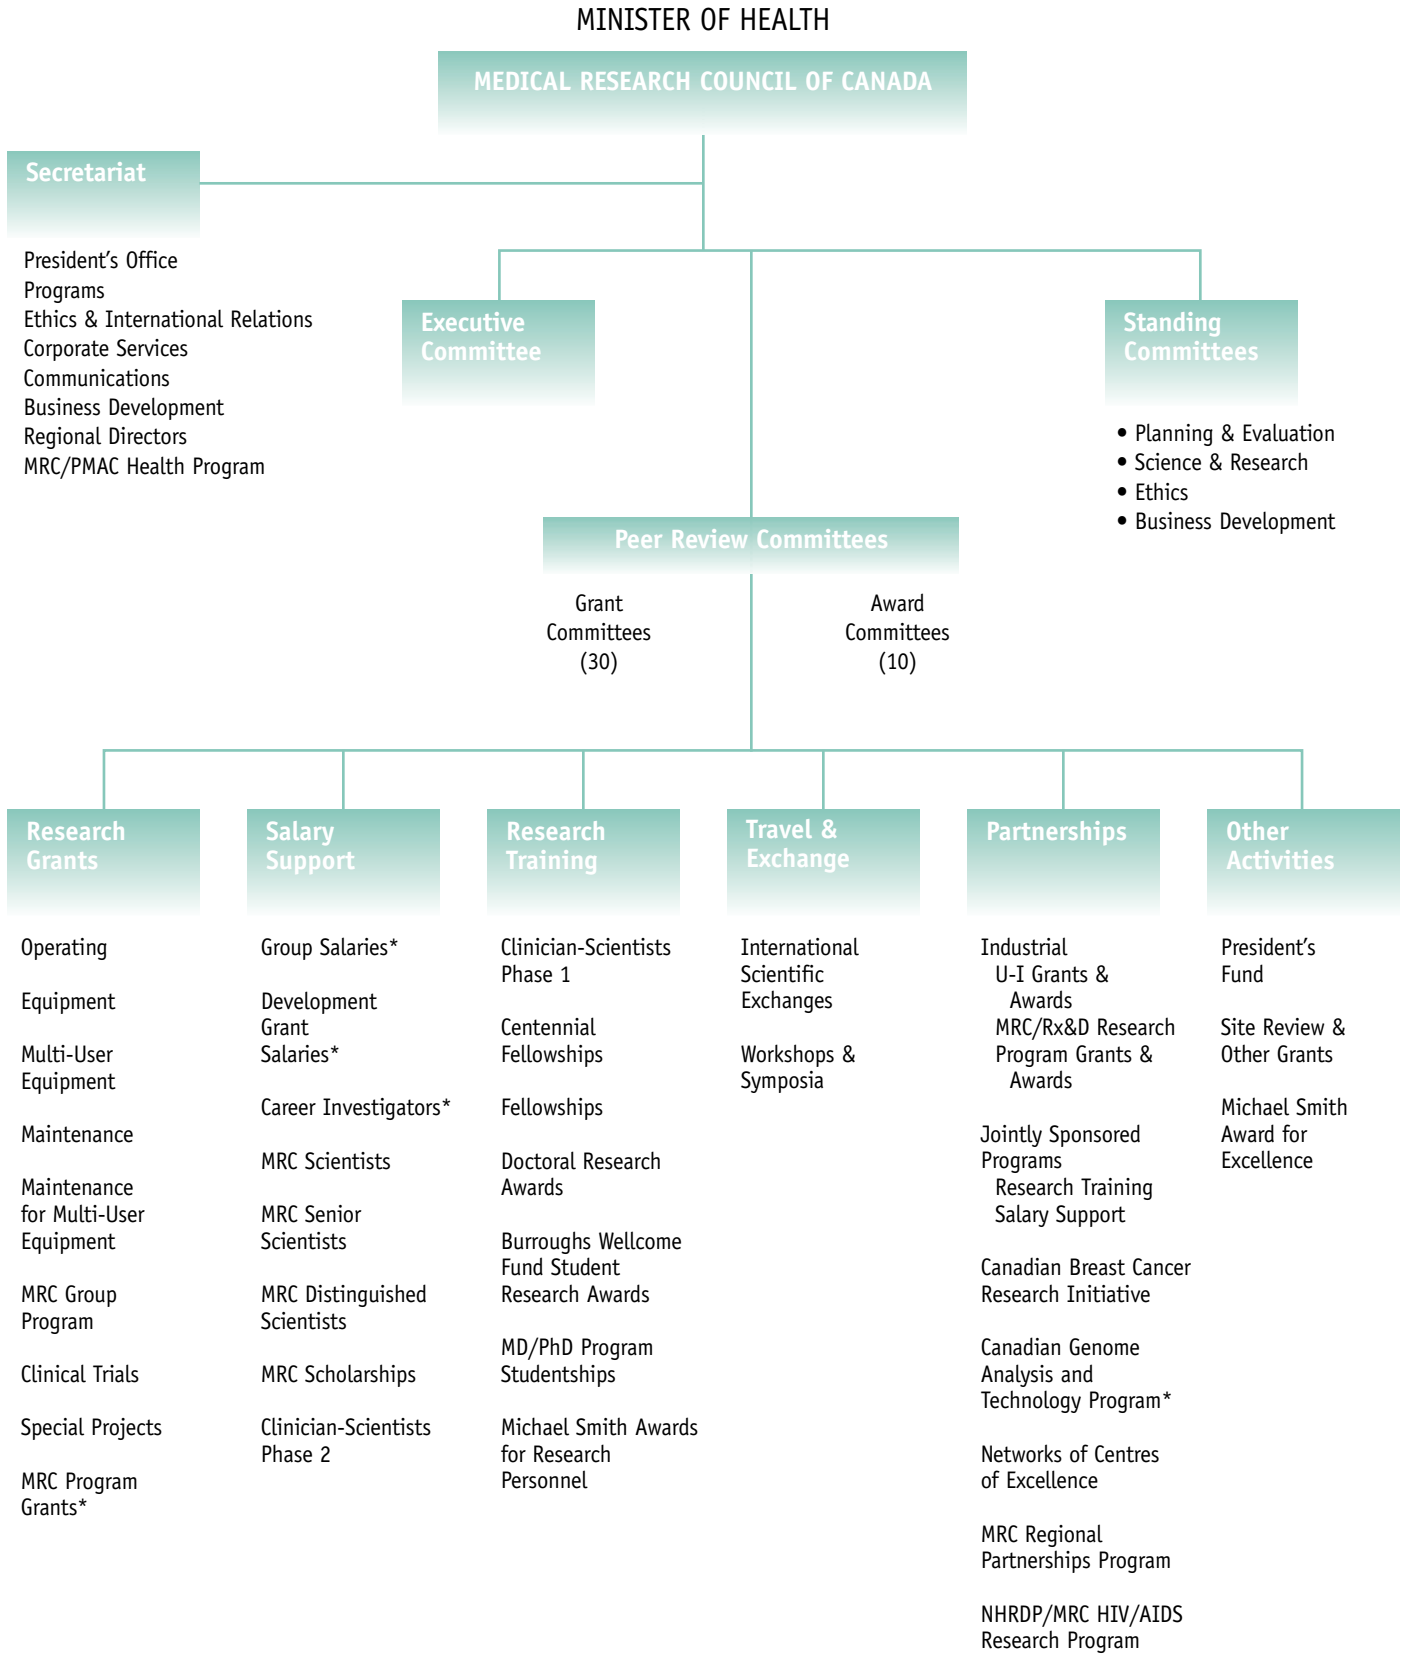 MINISTER OF HEALTH
MEDICAL RESEARCH COUNCIL OF CANADA
Secretariat
President's Office
Programs
Ethics & International Relations
Corporate Services
Communications
Business Development
Regional Directors
MRC/PMAC Health Program
Executive
Committee
Standing
Committees
• Planning & Evaluation
• Science & Research
• Ethics
• Business Development
Peer Review Committees
Grant
Committees
(30)
Award
Committees
(10)
Research
Grants
Operating
Equipment
Multi-User
Equipment
Maintenance
Maintenance
for Multi-User
Equipment
MRC Group
Program
Clinical Trials
Special Projects
MRC Program
Grants*
Salary
Support
Group Salaries*
Development
Grant
Salaries*
Career Investigators*
MRC Scientists
MRC Senior
Scientists
MRC Distinguished
Scientists
MRC Scholarships
Clinician-Scientists
Phase 2
Research
Training
Clinician-Scientists
Phase 1
Centennial
Fellowships
Fellowships
Doctoral Research
Awards
Burroughs Wellcome
Fund Student
Research Awards
MD/PhD Program
Studentships
Michael Smith Awards
for Research
Personnel
Travel &
Exchange
International
Scientific
Exchanges
Workshops &
Symposia
Partnerships
Industrial
U-I Grants &
Awards
MRC/Rx&D Research
Program Grants &
Awards
Jointly Sponsored
Programs
Research Training
Salary Support
Canadian Breast Cancer
Research Initiative
Canadian Genome
Analysis and
Technology Program*
Networks of Centres
of Excellence
MRC Regional
Partnerships Program
NHRDP/MRC HIV/AIDS
Research Program
Other
Activities
President's
Fund
Site Review &
Other Grants
Michael Smith
Award for
Excellence